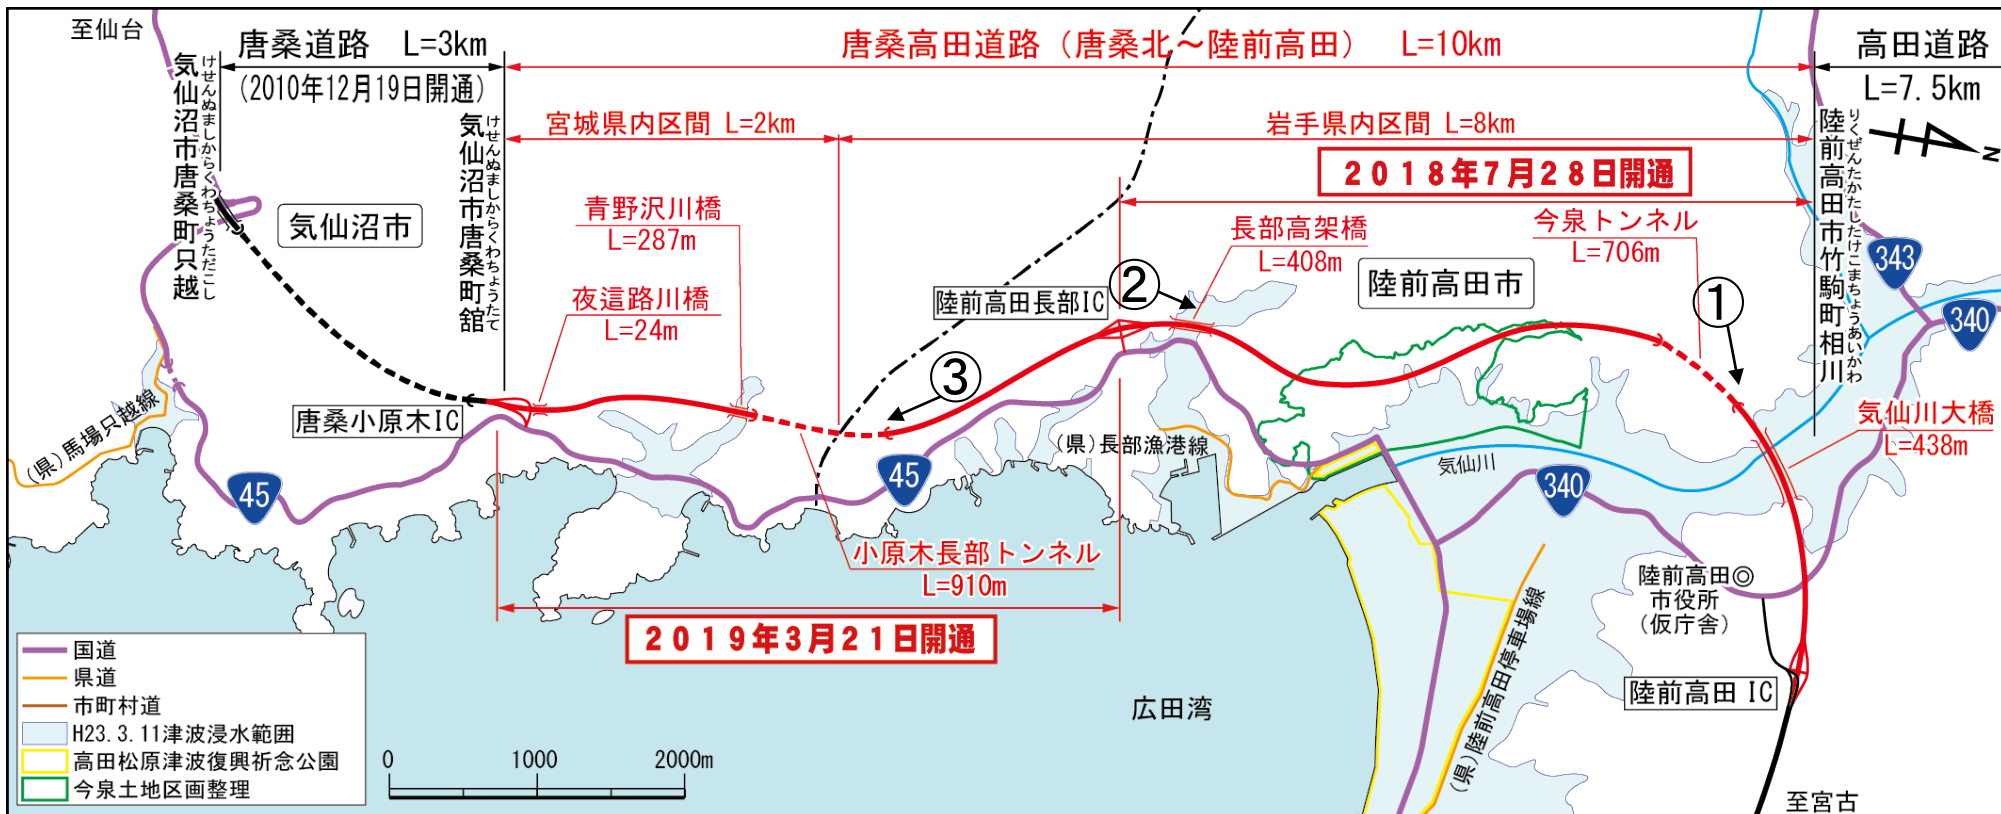 至仙台
唐桑道路 L=3km
(2010年12月19日開通)
唐桑高田道路（唐桑北～陸前高田） L=10km
高田道路
L=7.5km
宮城県内区間 L=2km
岩手県内区間 L=8km
2018年7月28日開通
けせんぬましからくわちょうただこし
気仙沼市唐桑町只越
けせんぬましからくわちょうたて
気仙沼市唐桑町舘
りくぜんたかたしたけこまちょうあいかわ
陸前高田市竹駒町相川
N
気仙沼市
青野沢川橋
L=287m
夜這路川橋
L=24m
長部高架橋
L=408m
今泉トンネル
L=706m
陸前高田市
陸前高田長部IC
②
①
③
343
340
唐桑小原木IC
(県)馬場只越線
45
45
(県)長部漁港線
気仙川
340
気仙川大橋
L=438m
小原木長部トンネル
L=910m
2019年3月21日開通
陸前高田◎
市役所
(仮庁舎)
陸前高田 IC
(県)陸前高田停車場線
広田湾
至宮古
国道
県道
市町村道
H23.3.11津波浸水範囲
高田松原津波復興祈念公園
今泉土地区画整理
0 1000 2000m